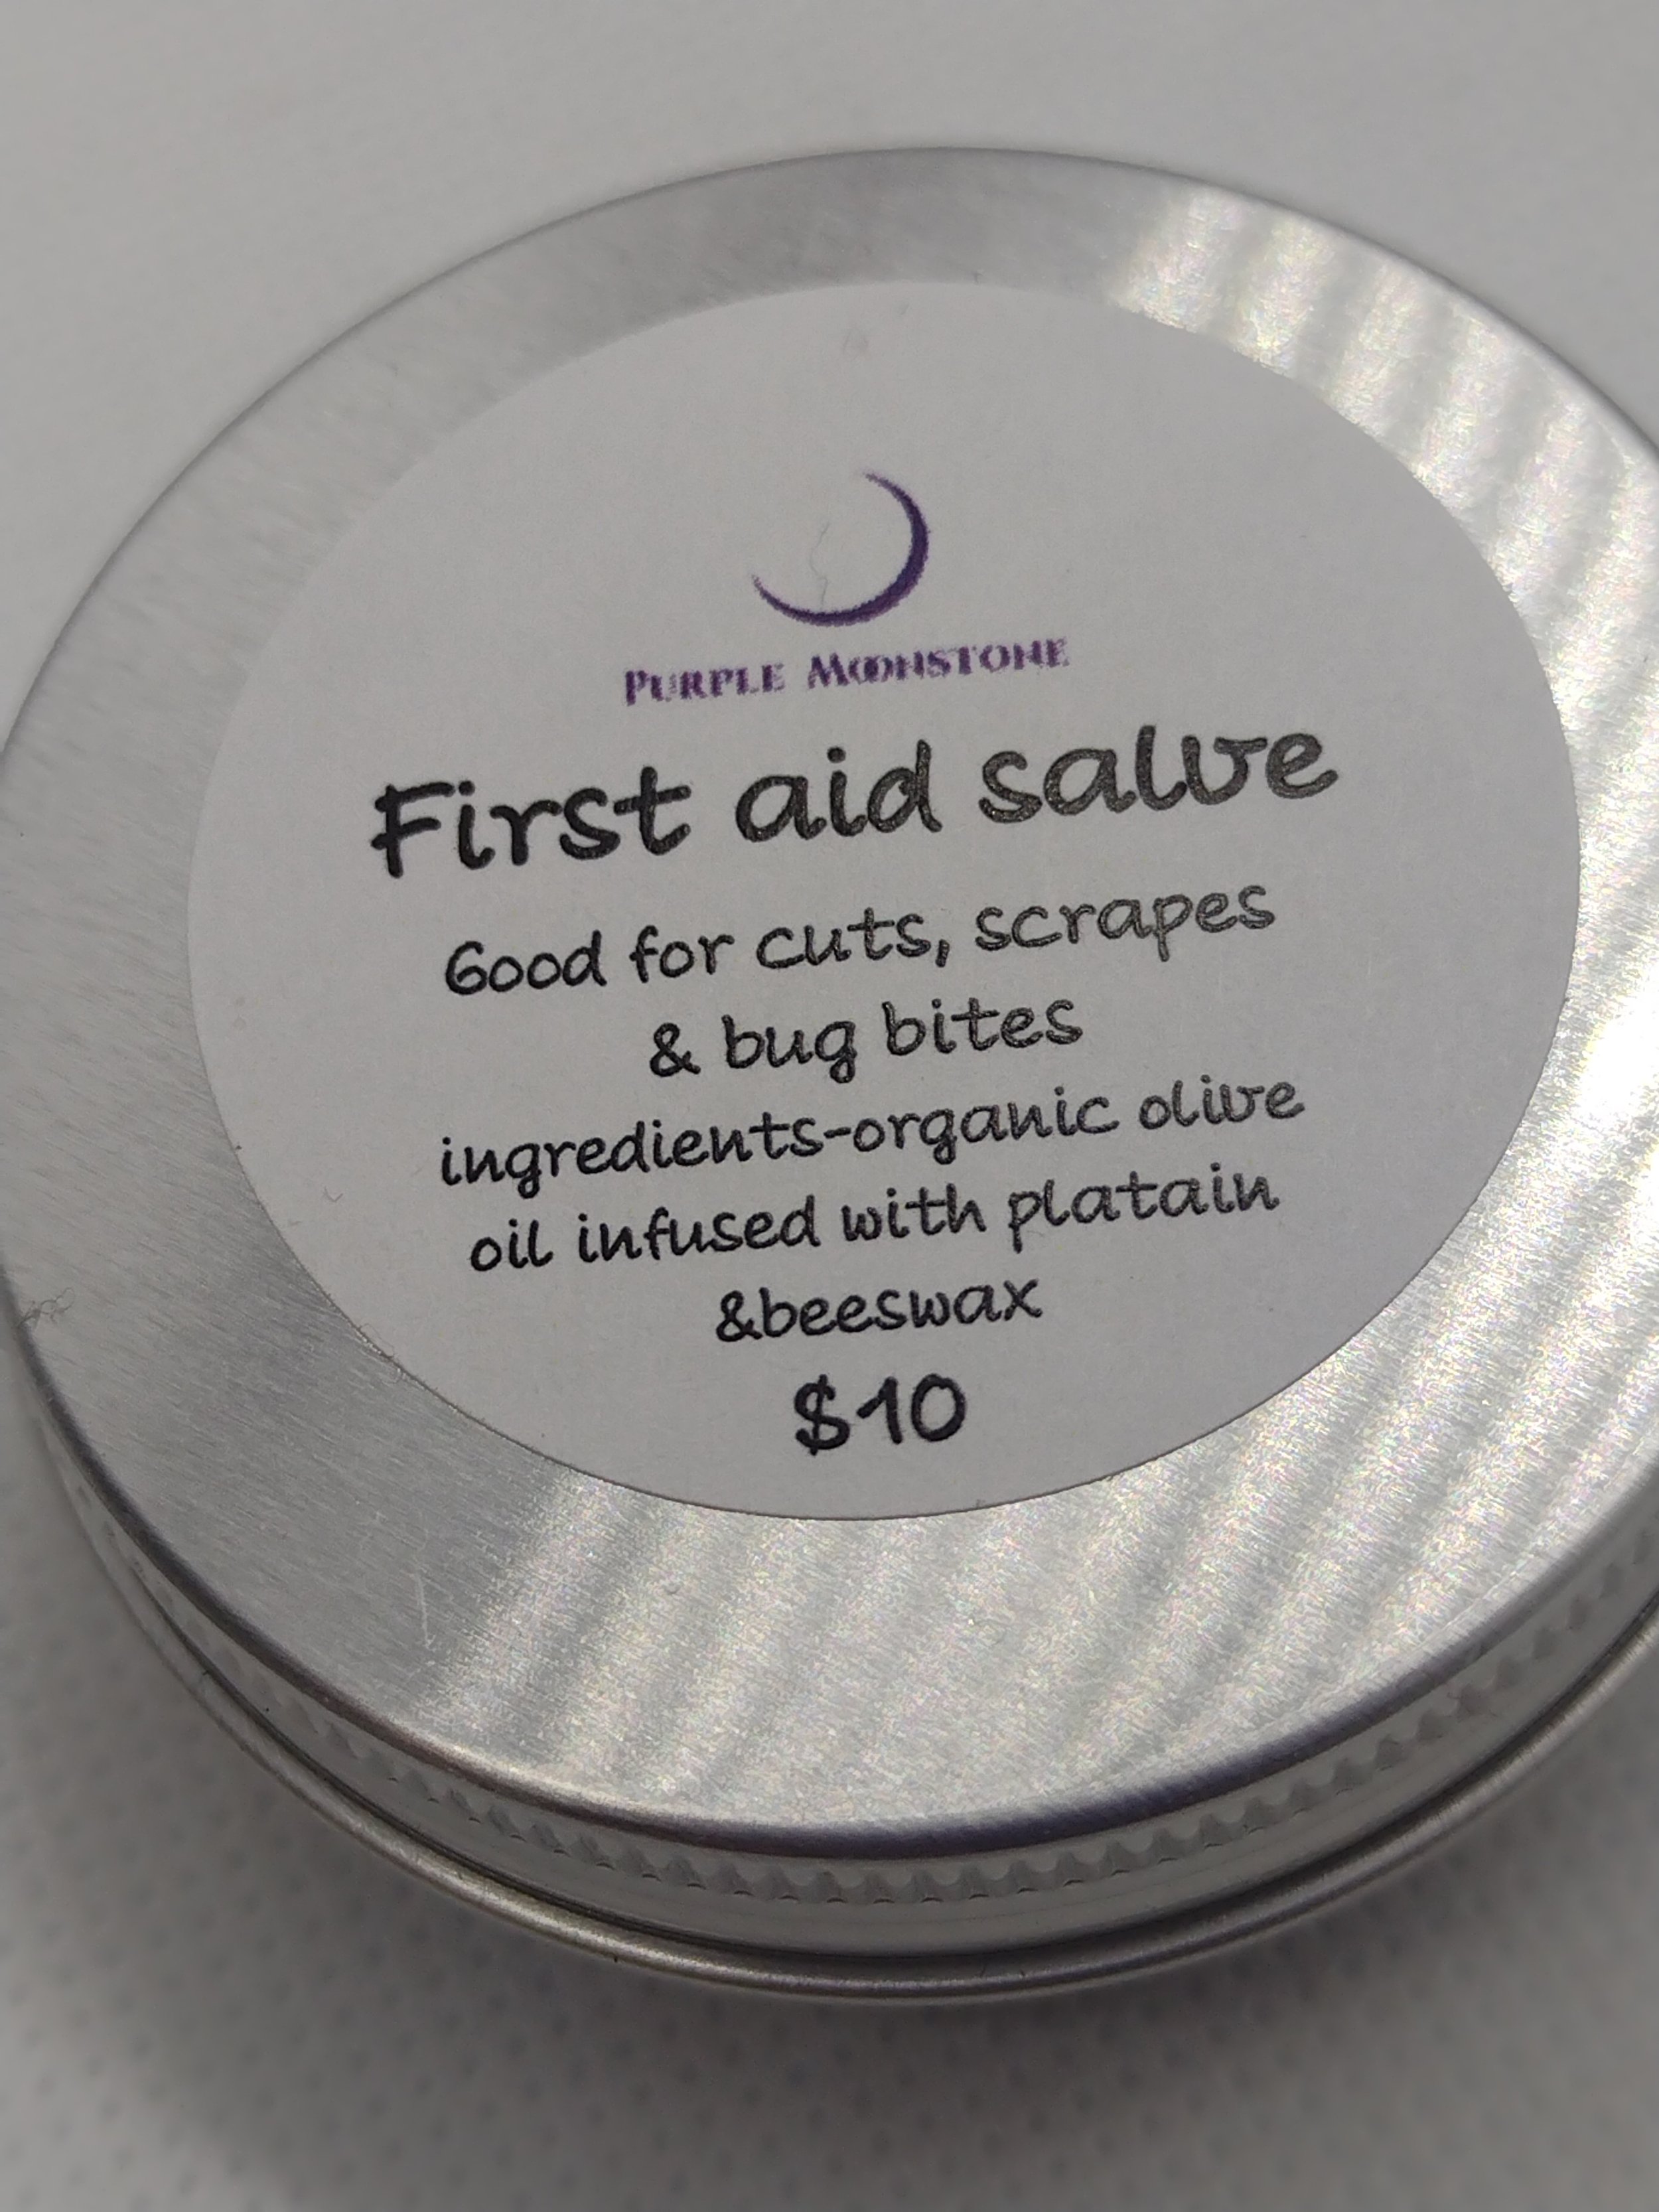 PURPLE MOONSTONE
First aid salve
Good for cuts, scrapes
& bug bites
ingredients-organic olive
oil infused with platain
&beeswax
$10